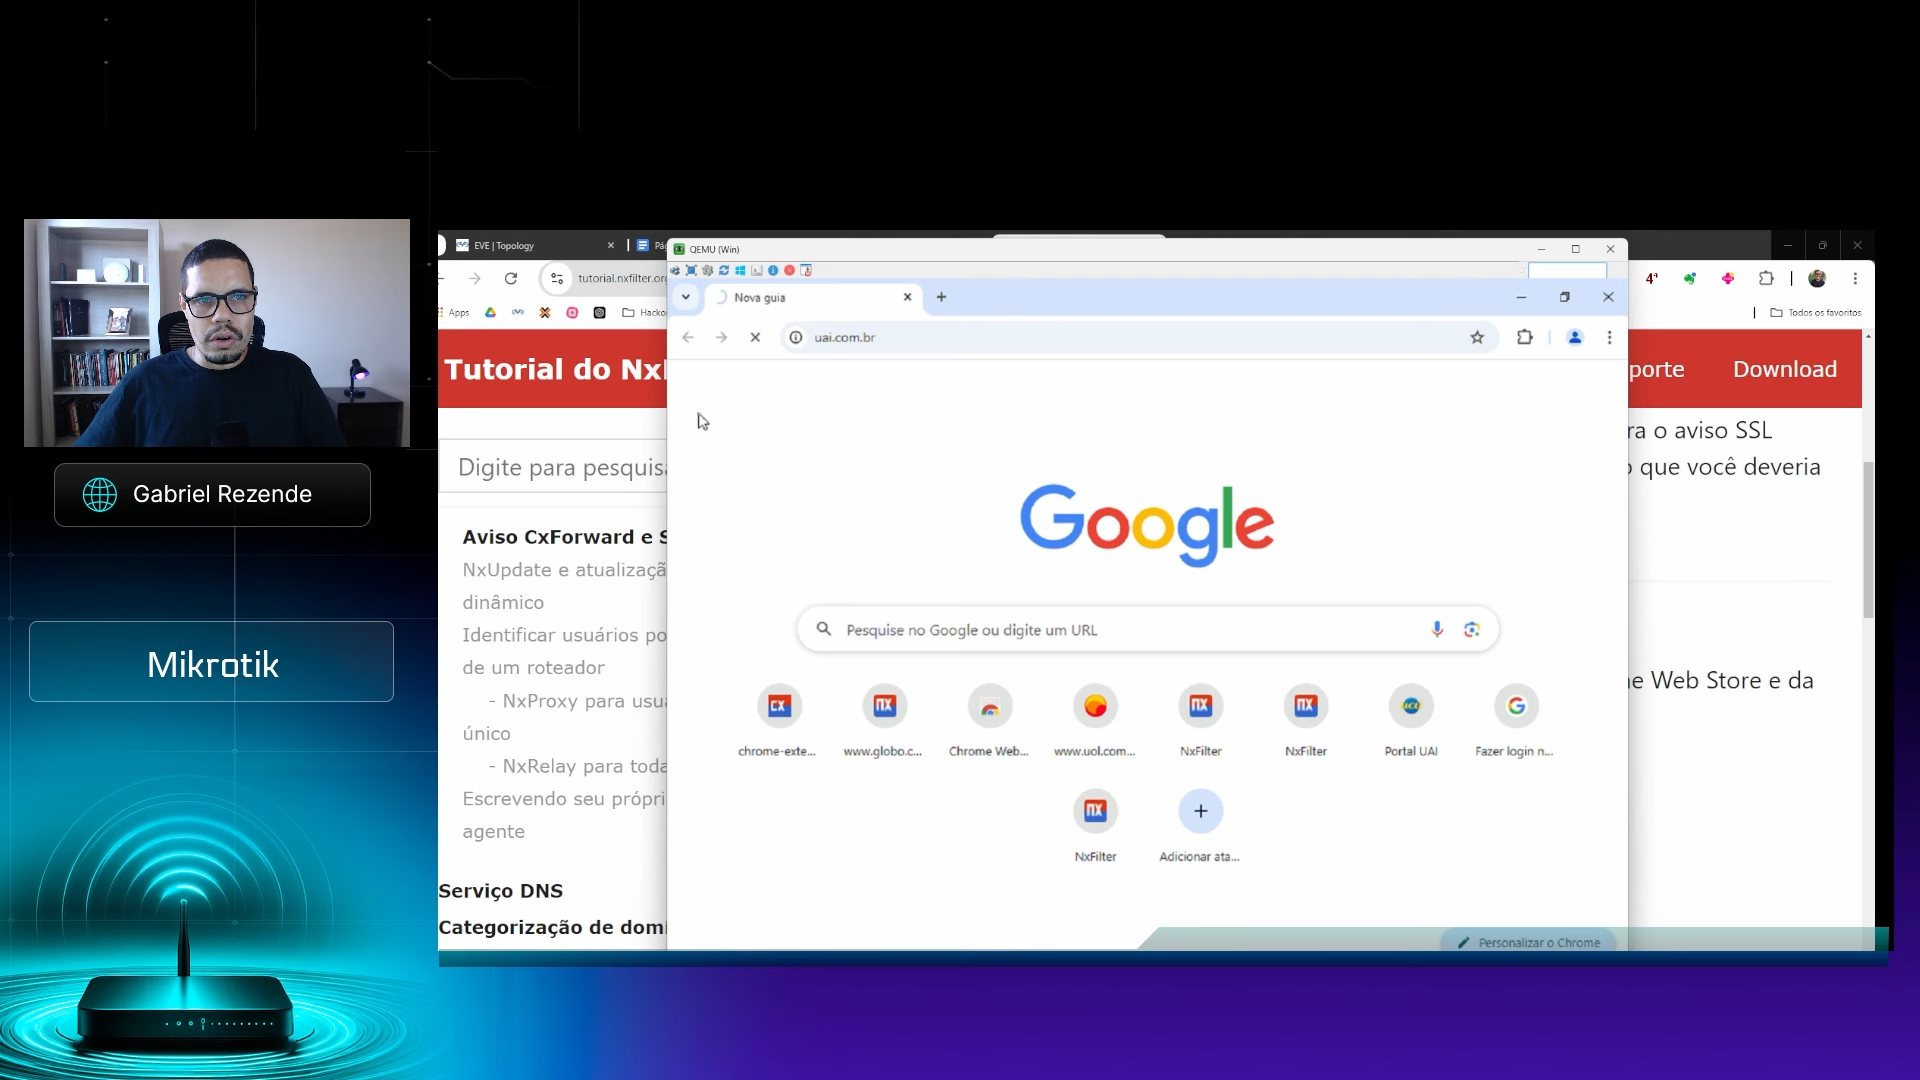 Gabriel Rezende
Mikrotik
EVE | Topology
QEMU (Win)
tutorial.nxfilter.or
Apps
Todos os favoritos
Nova guia
uai.com.br
Tutorial do Nx
porte
Download
Digite para pesquisa
ra o aviso SSL
que você deveria
Aviso CxForward e S
NxUpdate e atualizaçã
dinâmico
Identificar usuários po
de um roteador
- NxProxy para usu
único
- NxRelay para toda
Escrevendo seu própri
agente
Serviço DNS
Categorização de dom
e Web Store e da
Google
Pesquise no Google ou digite um URL
chrome-exte...
www.globo.c...
Chrome Web...
www.uol.com...
NxFilter
NxFilter
Portal UAI
Fazer login n...
NxFilter
Adicionar ata...
Personalizar o Chrome